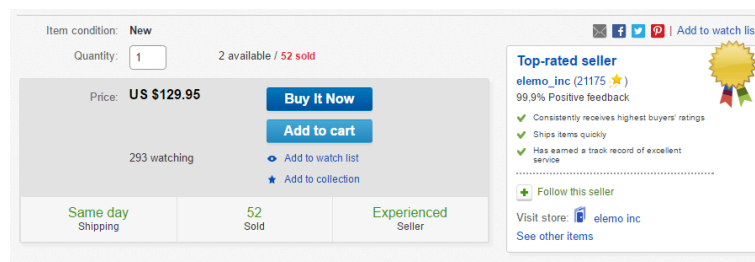 Item condition: New
Add to watch lis
Quantity: 1 2 available / 52 sold
Price: US $129.95
Buy It Now
Add to cart
293 watching
Add to watch list
Add to collection
Same day
Shipping
52
Sold
Experienced
Seller
Top-rated seller
elemo_inc (21175 )
99,9% Positive feedback
Consistently receives highest buyers' ratings
Ships items quickly
Has earned a track record of excellent
service
Follow this seller
Visit store: elemo inc
See other items